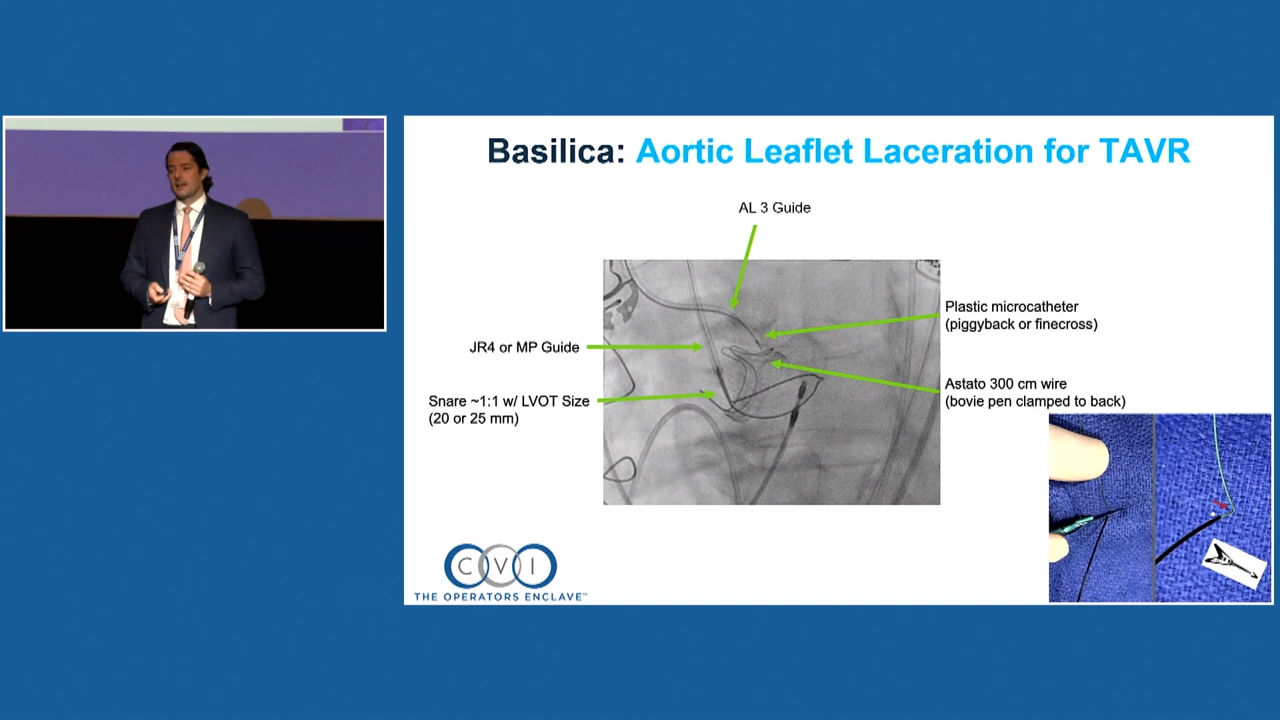 Basilica: Aortic Leaflet Laceration for TAVR
AL 3 Guide
Plastic microcatheter
(piggyback or finecross)
JR4 or MP Guide
Astato 300 cm wire
(bovie pen clamped to back)
Snare ~1:1 w/ LVOT Size
(20 or 25 mm)
CVI
THE OPERATORS ENCLAVE™